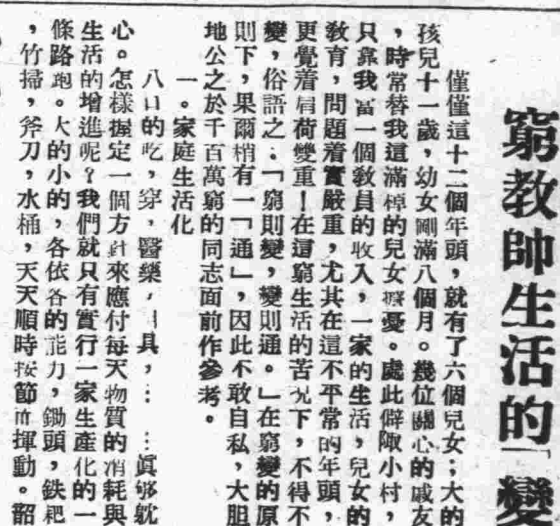 窮教師生活的「變
僅僅這十二個年頭,就有了六個兒女;大的
孩兒十一歲,幼女剛滿八個月。幾位關心的戚友
,時常替我這滿棹的兒女擔憂。處此僻陬小村,
只靠我當一個敎員的收入,一家的生活,兒女的
敎育,問題着實嚴重,尤其在這不平常的年頭,
更覺着肩荷雙重!在這窮生活的苦況下,不得不
變,俗語之:「窮則變,變則通。」在窮變的原
則下,果爾稍有一「通」,因此不敢自私,大胆
地公之於千百萬窮的同志面前作參考。
一。家庭生活化
八口的吃,穿,醫藥,具,……眞够躭
心。怎樣握定一個方針來應付每天物質的消耗與
生活的增進呢?我們就只有實行一家生產化的一
條路跑。大的小的,各依各的能力,鋤頭,鉄耙
,竹掃,斧刀,水桶,天天順時按節而揮動。韶